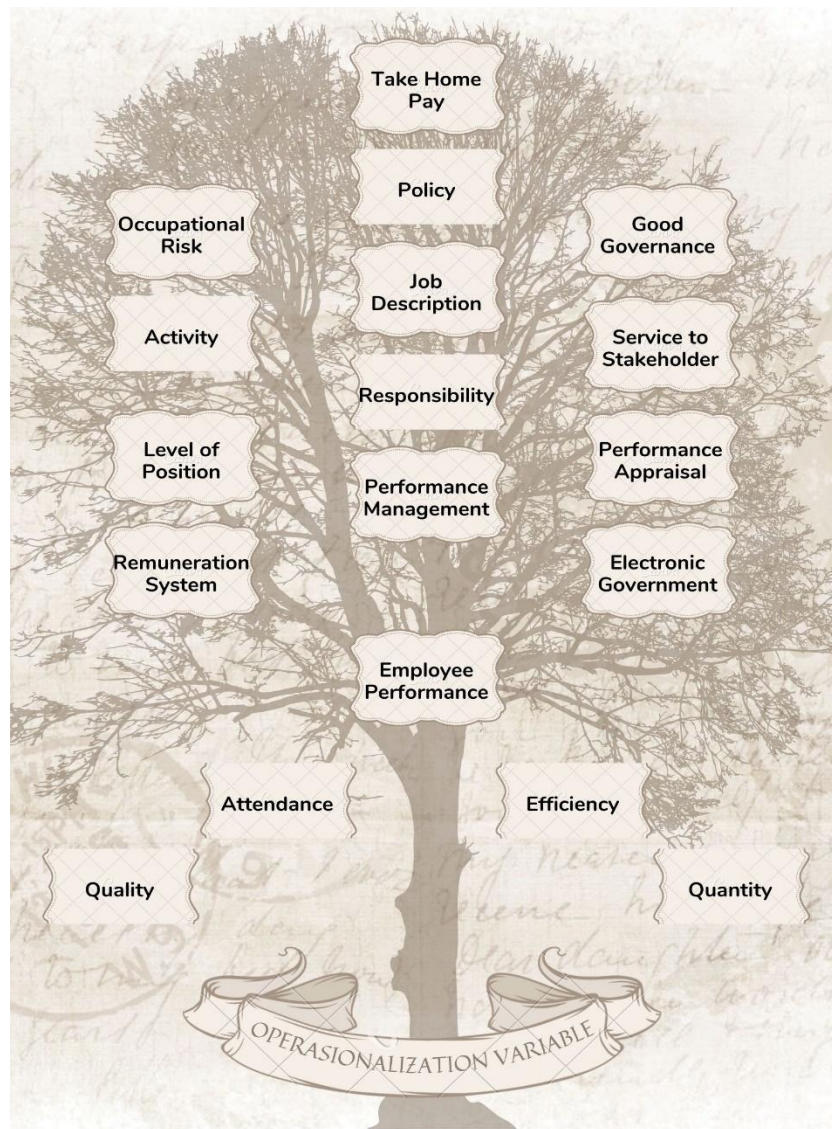 Take Home
Pay
Policy
Occupational
Risk
Good
Governance
Job
Description
Activity
Service to
Stakeholder
Responsibility
Level of
Position
Performance
Appraisal
Performance
Management
Remuneration
System
Electronic
Government
Employee
Performance
Attendance
Efficiency
Quality
Quantity
OPERASIONALIZATION VARIABLE